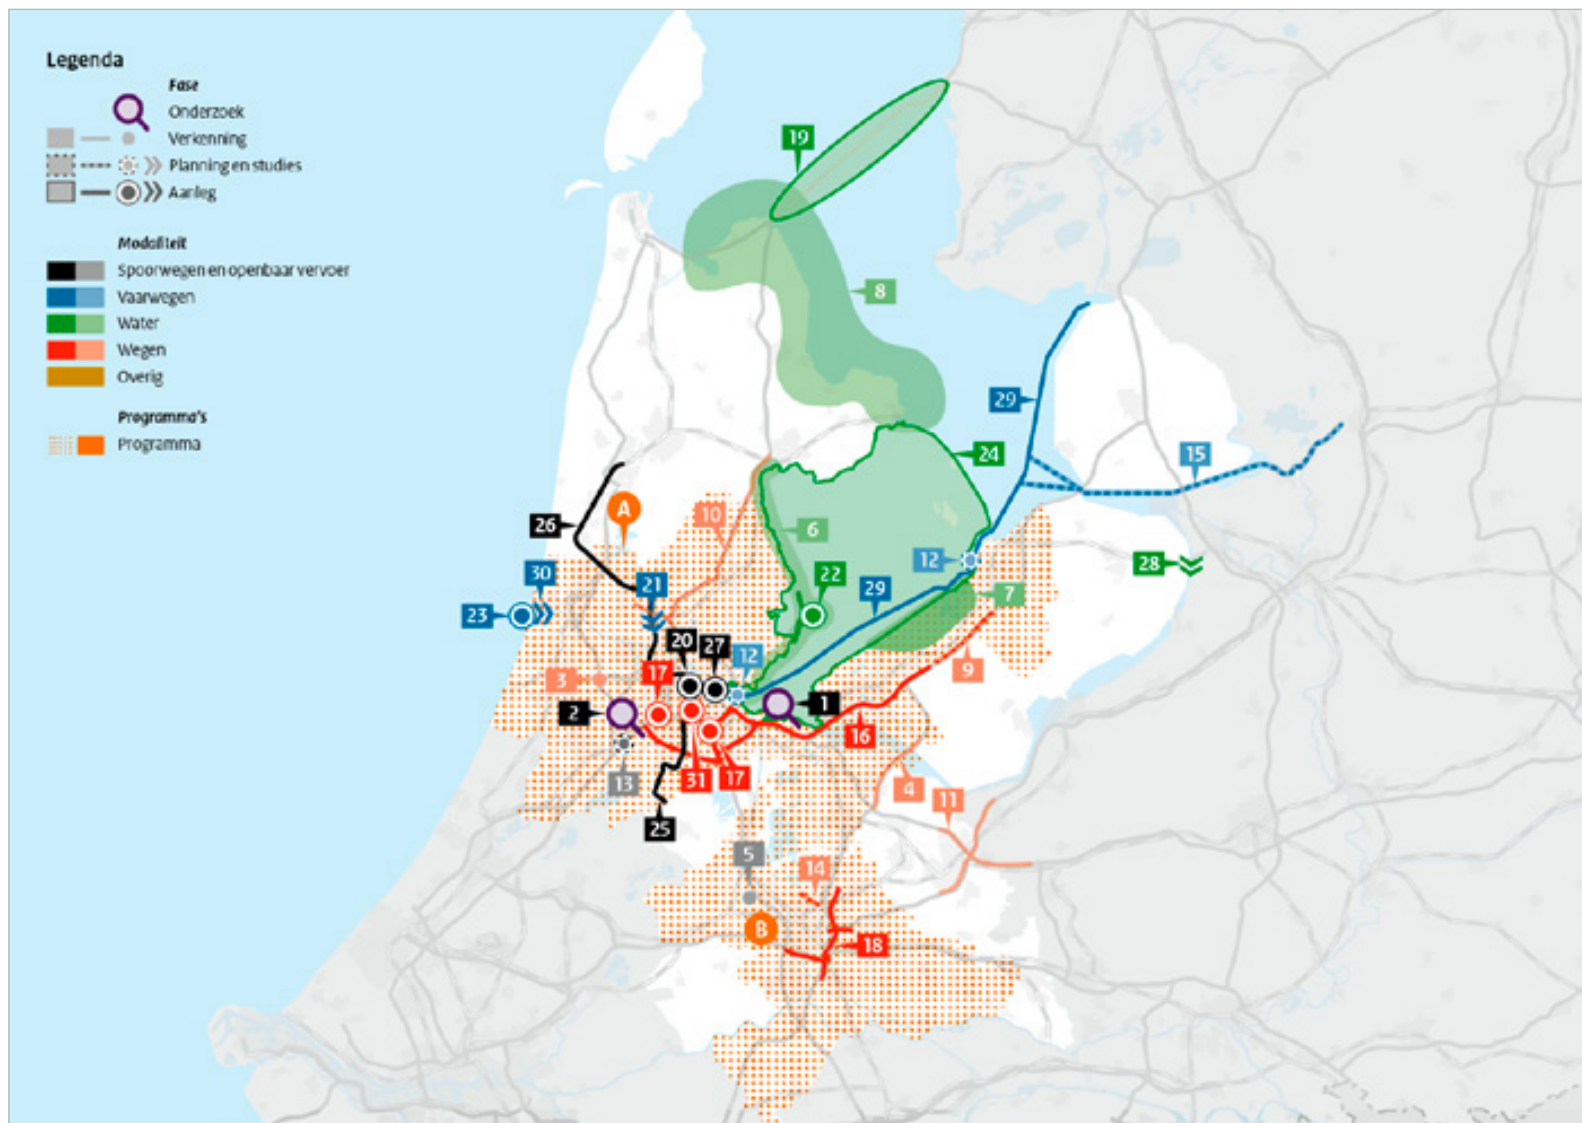 Legenda
Fase
Onderzoek
Verkenning
Planning en studies
Aanleg
Modaliteit
Spoorwegen en openbaar vervoer
Vaarwegen
Water
Wegen
Overig
Programma's
Programma
19
8
29
24
15
A
26
10
6
12
28
30
21
22
29
7
23
20
27
12
9
3
17
2
1
16
13
31
17
4
11
25
5
14
B
18